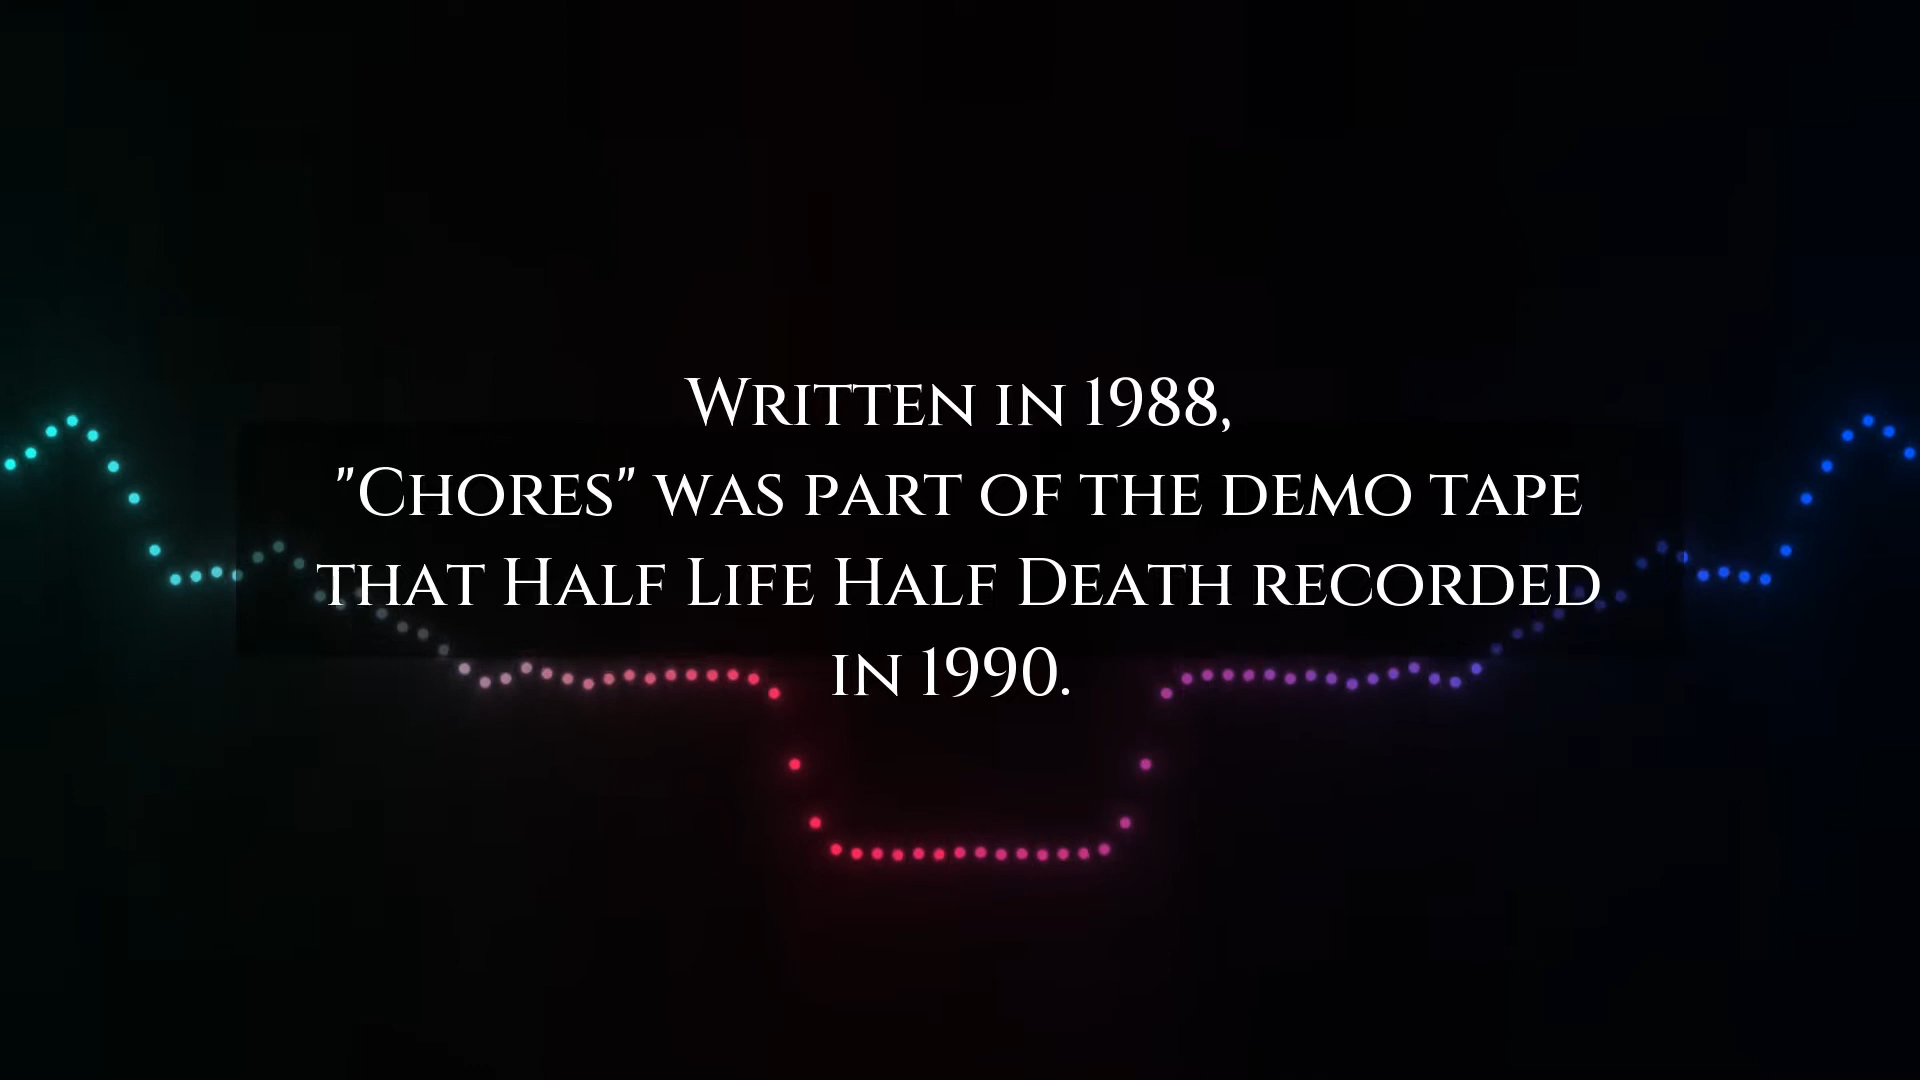 Written in 1988,
"Chores" was part of the demo tape
that Half Life Half Death recorded
in 1990.